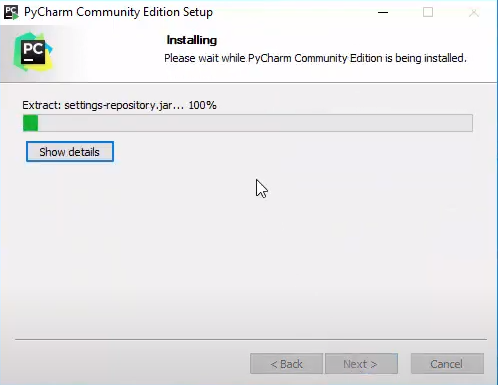 PC PyCharm Community Edition Setup
PC
Installing
Please wait while PyCharm Community Edition is being installed.
Extract: settings-repository.jar... 100%
Show details
< Back
Next >
Cancel